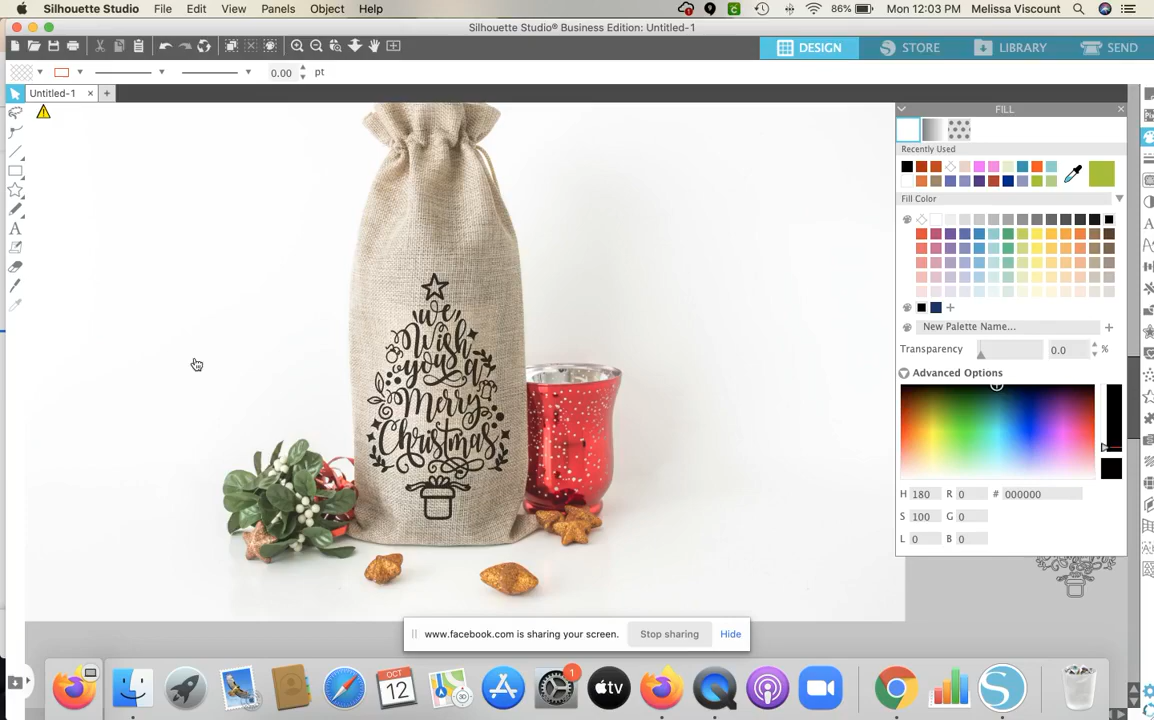 Silhouette Studio File Edit View Panels Object Help 86% Mon 12:03 PM Melissa Viscount
Silhouette Studio® Business Edition: Untitled-1
DESIGN STORE LIBRARY SEND
0.00 pt
Untitled-1 × +
FILL
Recently Used
Fill Color
New Palette Name...
Transparency 0.0 %
Advanced Options
H 180 R 0 # 000000
S 100 G 0
L 0 B 0
we
Wish
you a
Merry
Christmas
www.facebook.com is sharing your screen. Stop sharing Hide
OCT
12
1
tv